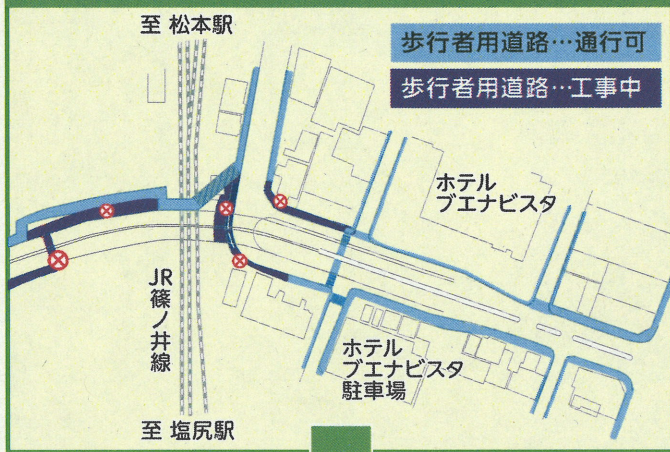 至 松本駅
歩行者用道路…通行可
歩行者用道路…工事中
ホテル
ブエナビスタ
JR篠ノ井線
ホテル
ブエナビスタ
駐車場
至 塩尻駅